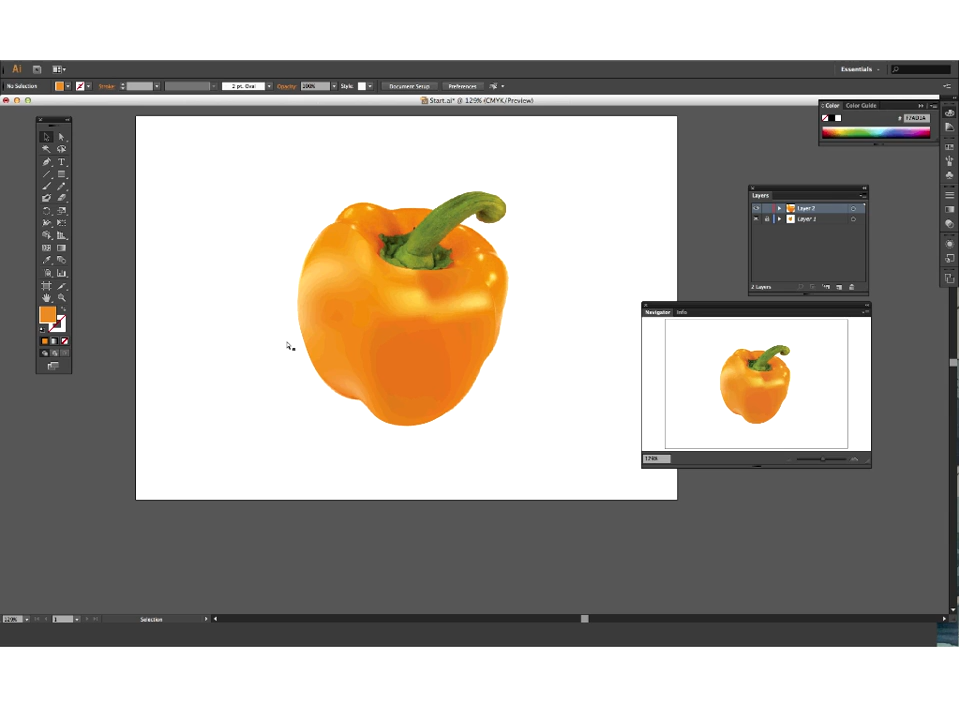 Ai
Essentials
No Selection
Stroke:
2 pt. Oval
Opacity:
100%
Style:
Document Setup
Preferences
Start.ai* @ 129% (CMYK/Preview)
Color
Color Guide
#
Layers
Layer 2
Layer 1
2 Layers
Navigator
Info
129%
Selection